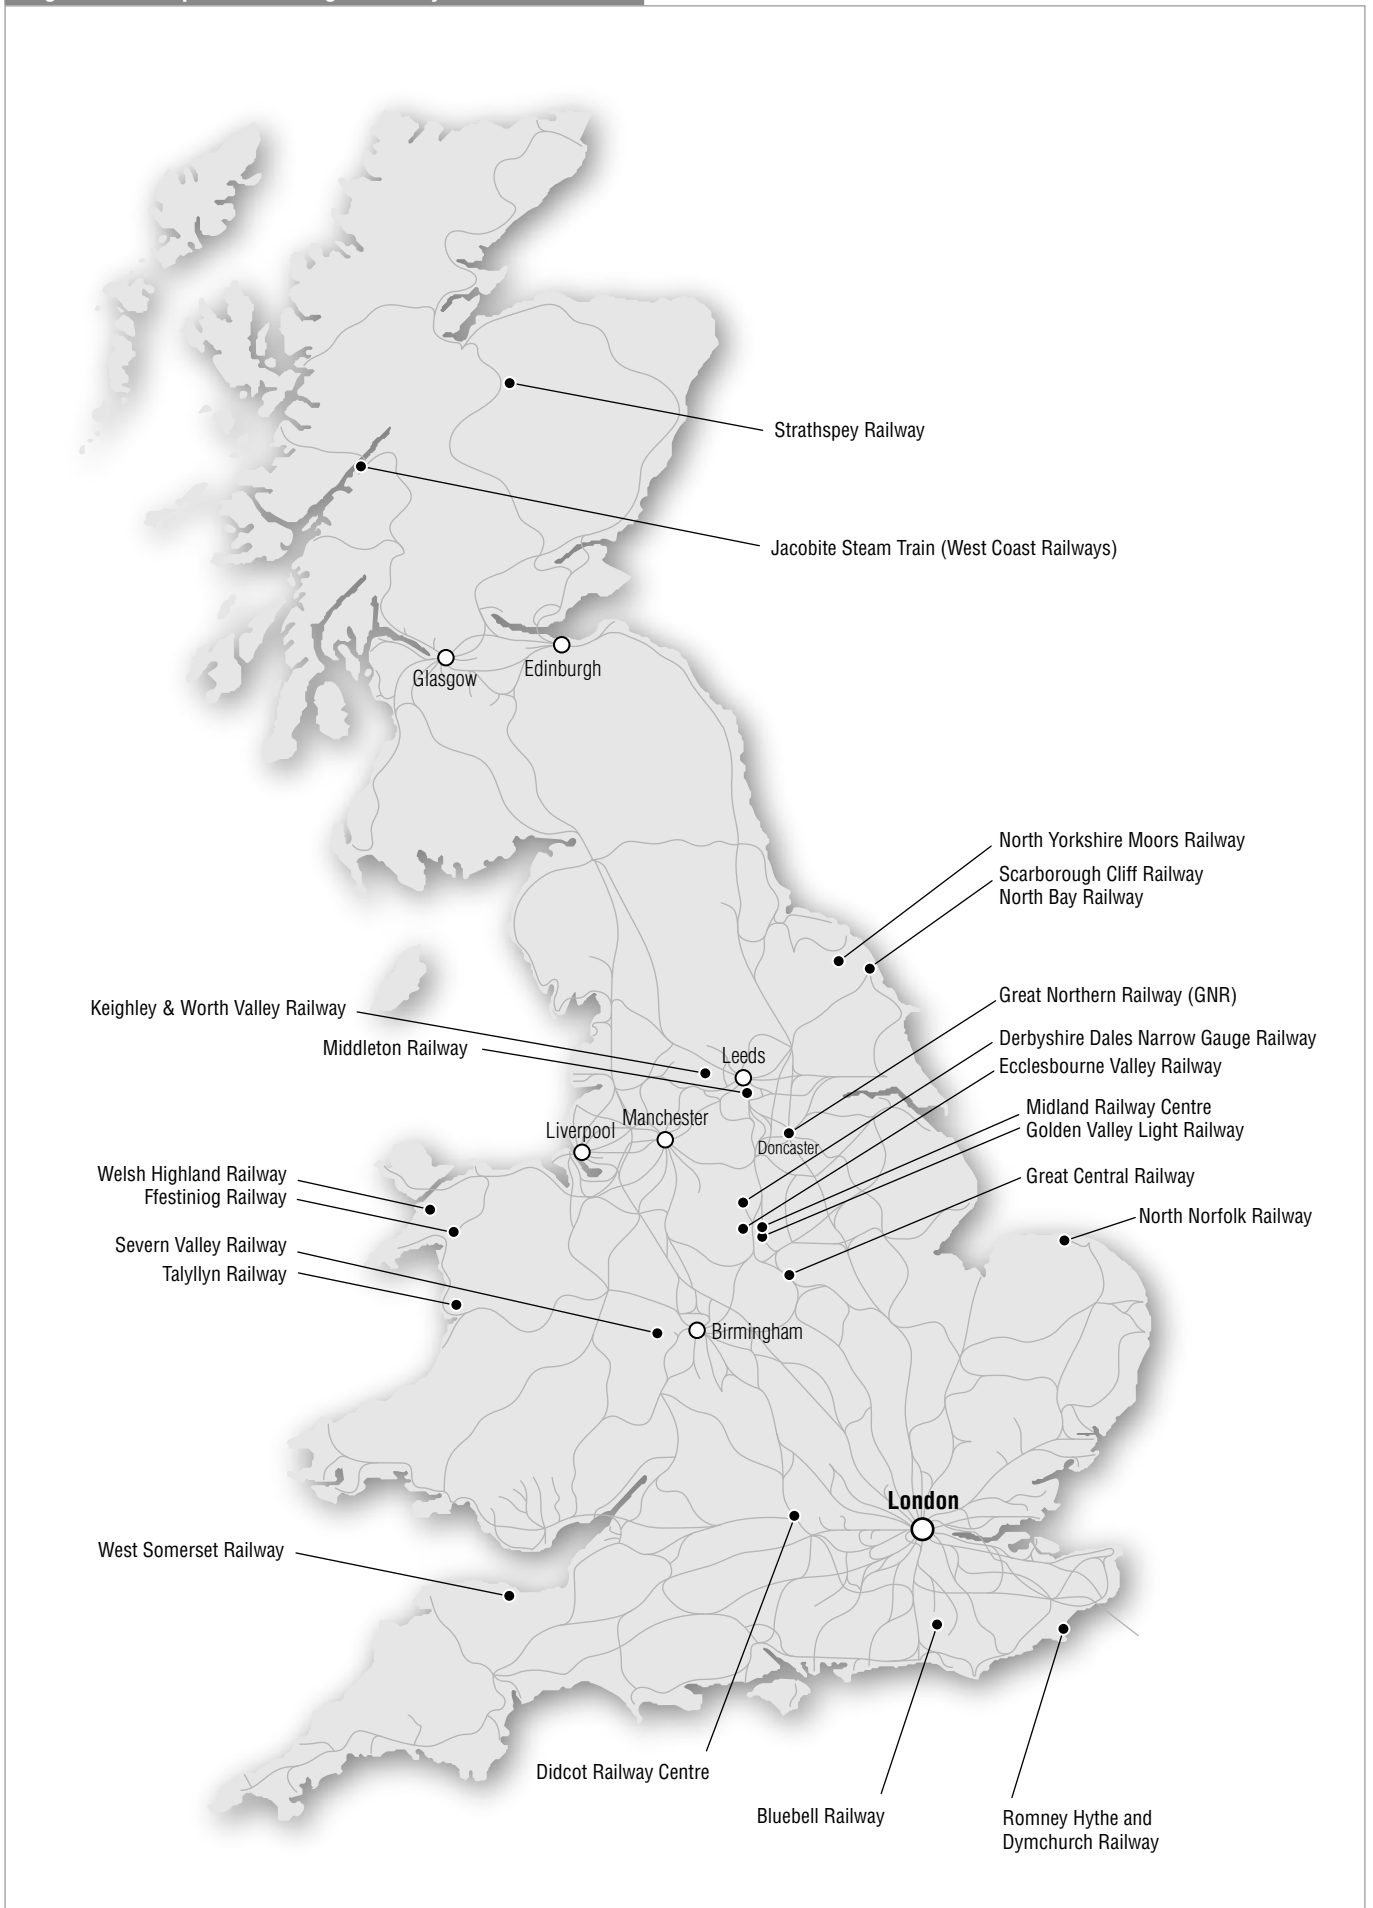 Strathspey Railway
Jacobite Steam Train (West Coast Railways)
Edinburgh
Glasgow
North Yorkshire Moors Railway
Scarborough Cliff Railway
North Bay Railway
Great Northern Railway (GNR)
Keighley & Worth Valley Railway
Derbyshire Dales Narrow Gauge Railway
Middleton Railway
Leeds
Ecclesbourne Valley Railway
Midland Railway Centre
Manchester
Liverpool
Golden Valley Light Railway
Doncaster
Welsh Highland Railway
Great Central Railway
Ffestiniog Railway
North Norfolk Railway
Severn Valley Railway
Talyllyn Railway
Birmingham
London
West Somerset Railway
Didcot Railway Centre
Bluebell Railway
Romney Hythe and
Dymchurch Railway